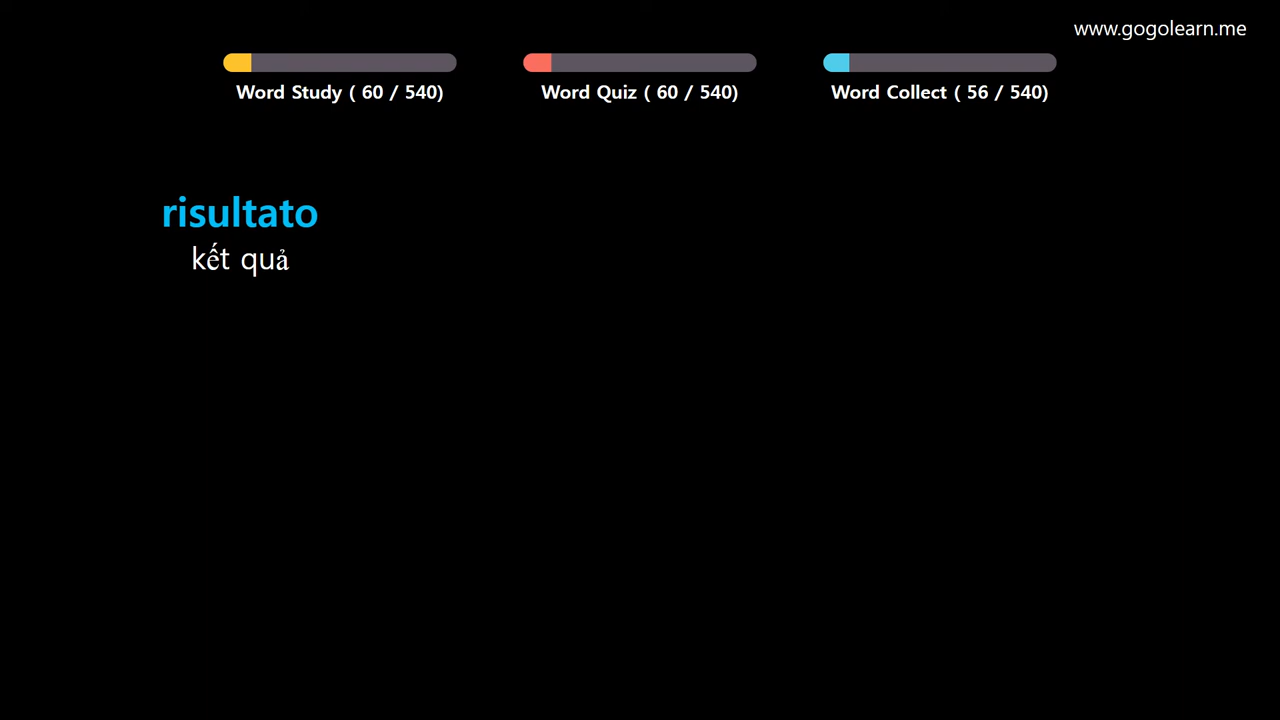 www.gogolearn.me
Word Study ( 60 / 540)
Word Quiz ( 60 / 540)
Word Collect ( 56 / 540)
risultato
kết quả